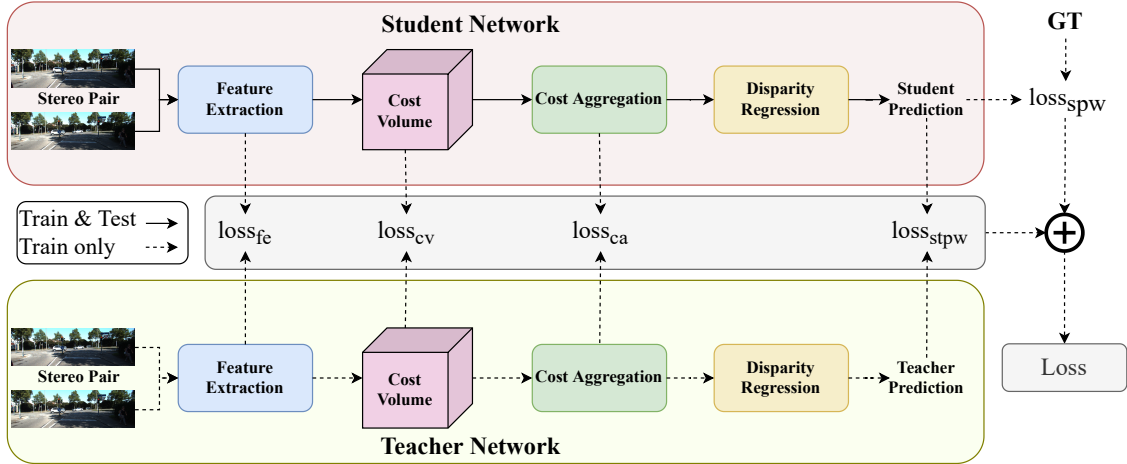 Student Network
GT
Stereo Pair
Feature
Extraction
Cost
Volume
Cost Aggregation
Disparity
Regression
Student
Prediction
loss_spw
Train & Test
Train only
loss_fe
loss_cv
loss_ca
loss_stpw
Stereo Pair
Feature
Extraction
Cost
Volume
Cost Aggregation
Disparity
Regression
Teacher
Prediction
Loss
Teacher Network